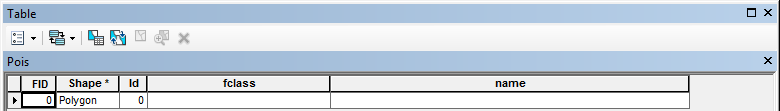 Table
Pois
FID Shape * Id fclass name
0 Polygon 0